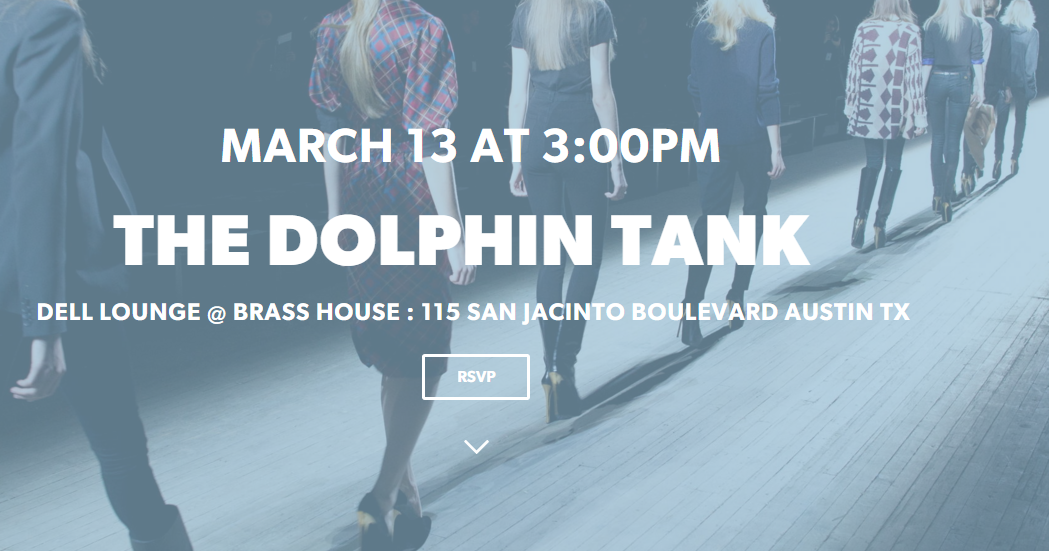 MARCH 13 AT 3:00PM
THE DOLPHIN TANK
DELL LOUNGE @ BRASS HOUSE : 115 SAN JACINTO BOULEVARD AUSTIN TX
RSVP